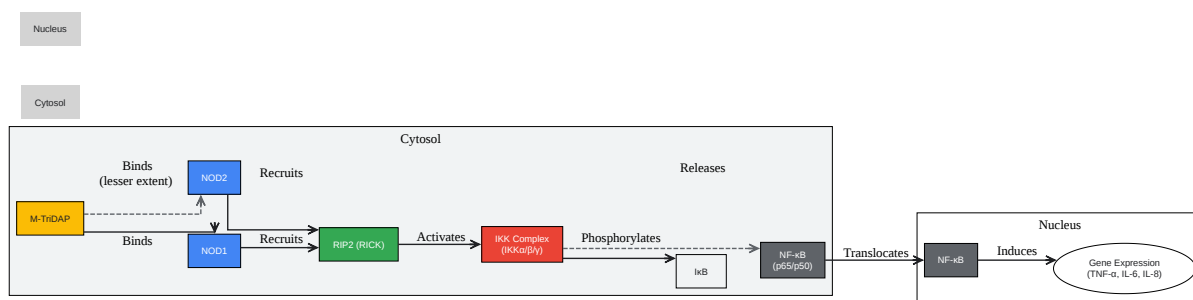 Nucleus
Cytosol
Cytosol
Binds
(lesser extent)
NOD2
Recruits
Releases
M-TriDAP
Binds
NOD1
Recruits
RIP2 (RICK)
Activates
IKK Complex
(IKKα/β/γ)
Phosphorylates
IκB
NF-κB
(p65/p50)
Translocates
Nucleus
NF-κB
Induces
Gene Expression
(TNF-α, IL-6, IL-8)